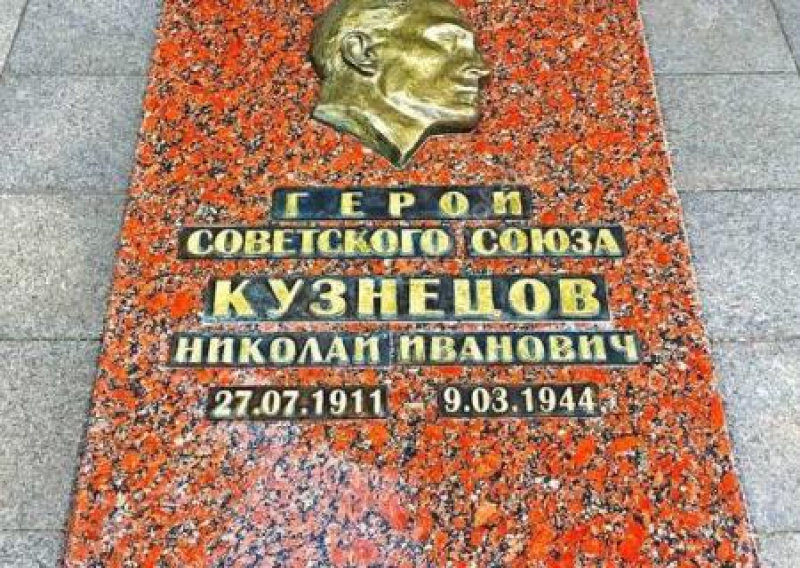 ГЕРОЙ
СОВЕТСКОГО СОЮЗА
КУЗНЕЦОВ
НИКОЛАЙ ИВАНОВИЧ
27.07.1911 – 9.03.1944.